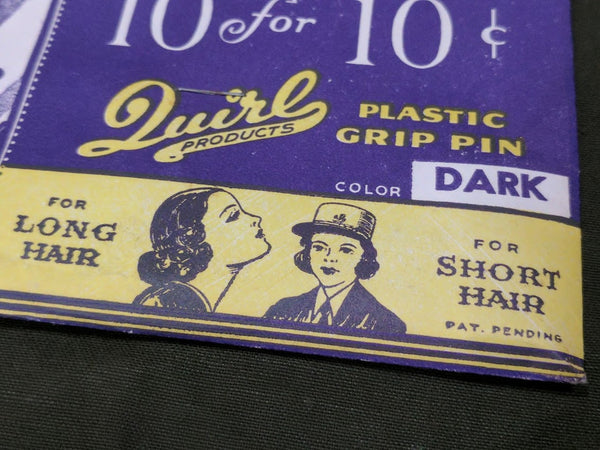 10 for 10 ¢
Quirl
PRODUCTS
PLASTIC
GRIP PIN
COLOR DARK
FOR
LONG
HAIR
FOR
SHORT
HAIR
PAT. PENDING